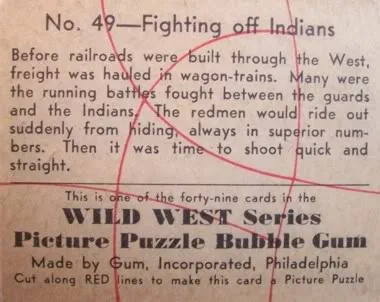 No. 49—Fighting off Indians
Before railroads were built through the West,
freight was hauled in wagon-trains. Many were
the running battles fought between the guards
and the Indians. The redmen would ride out
suddenly from hiding, always in superior num-
bers. Then it was time to shoot quick and
straight.
This is one of the forty-nine cards in the
WILD WEST Series
Picture Puzzle Bubble Gum
Made by Gum, Incorporated, Philadelphia
Cut along RED lines to make this card a Picture Puzzle